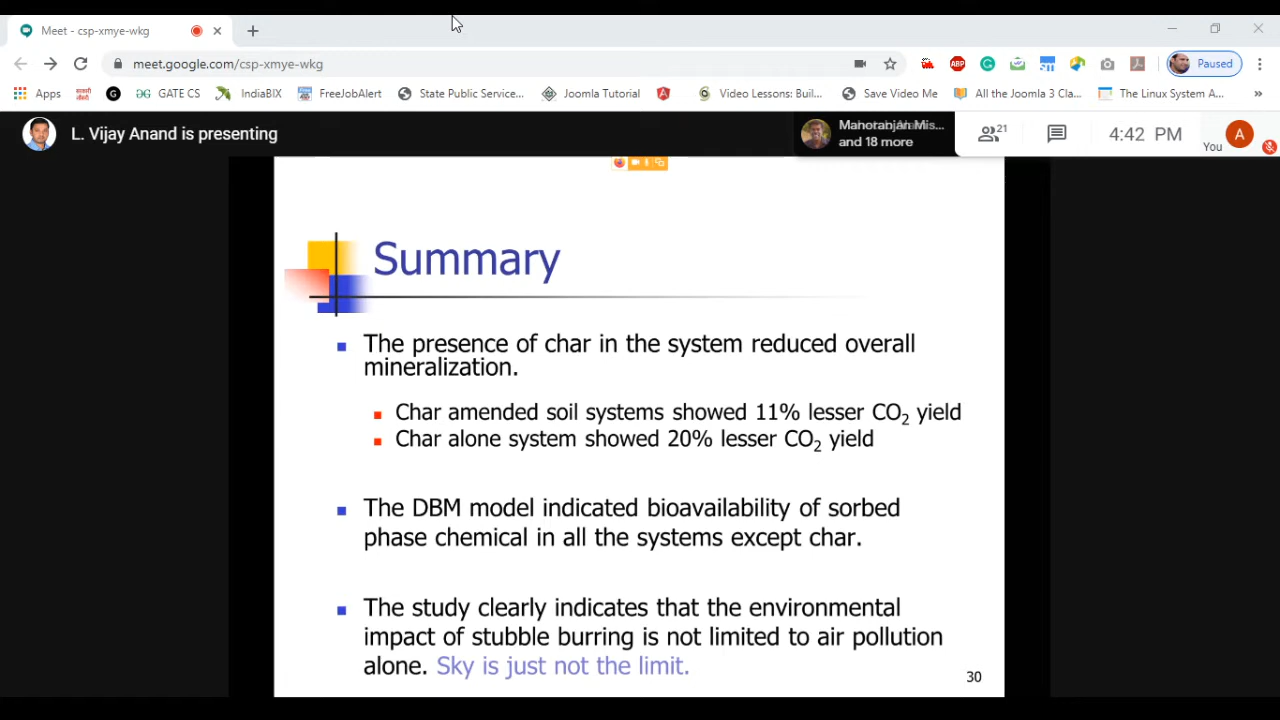 Meet - csp-xmye-wkg
meet.google.com/csp-xmye-wkg
ABP
Paused
Apps
GATE CS
IndiaBIX
FreeJobAlert
State Public Service...
Joomla Tutorial
Video Lessons: Buil...
Save Video Me
All the Joomla 3 Cla...
The Linux System A...
L. Vijay Anand is presenting
Manoranjan Mis...
and 18 more
21
4:42 PM
You
A
Summary
The presence of char in the system reduced overall
mineralization.
Char amended soil systems showed 11% lesser CO2 yield
Char alone system showed 20% lesser CO2 yield
The DBM model indicated bioavailability of sorbed
phase chemical in all the systems except char.
The study clearly indicates that the environmental
impact of stubble burring is not limited to air pollution
alone. Sky is just not the limit.
30